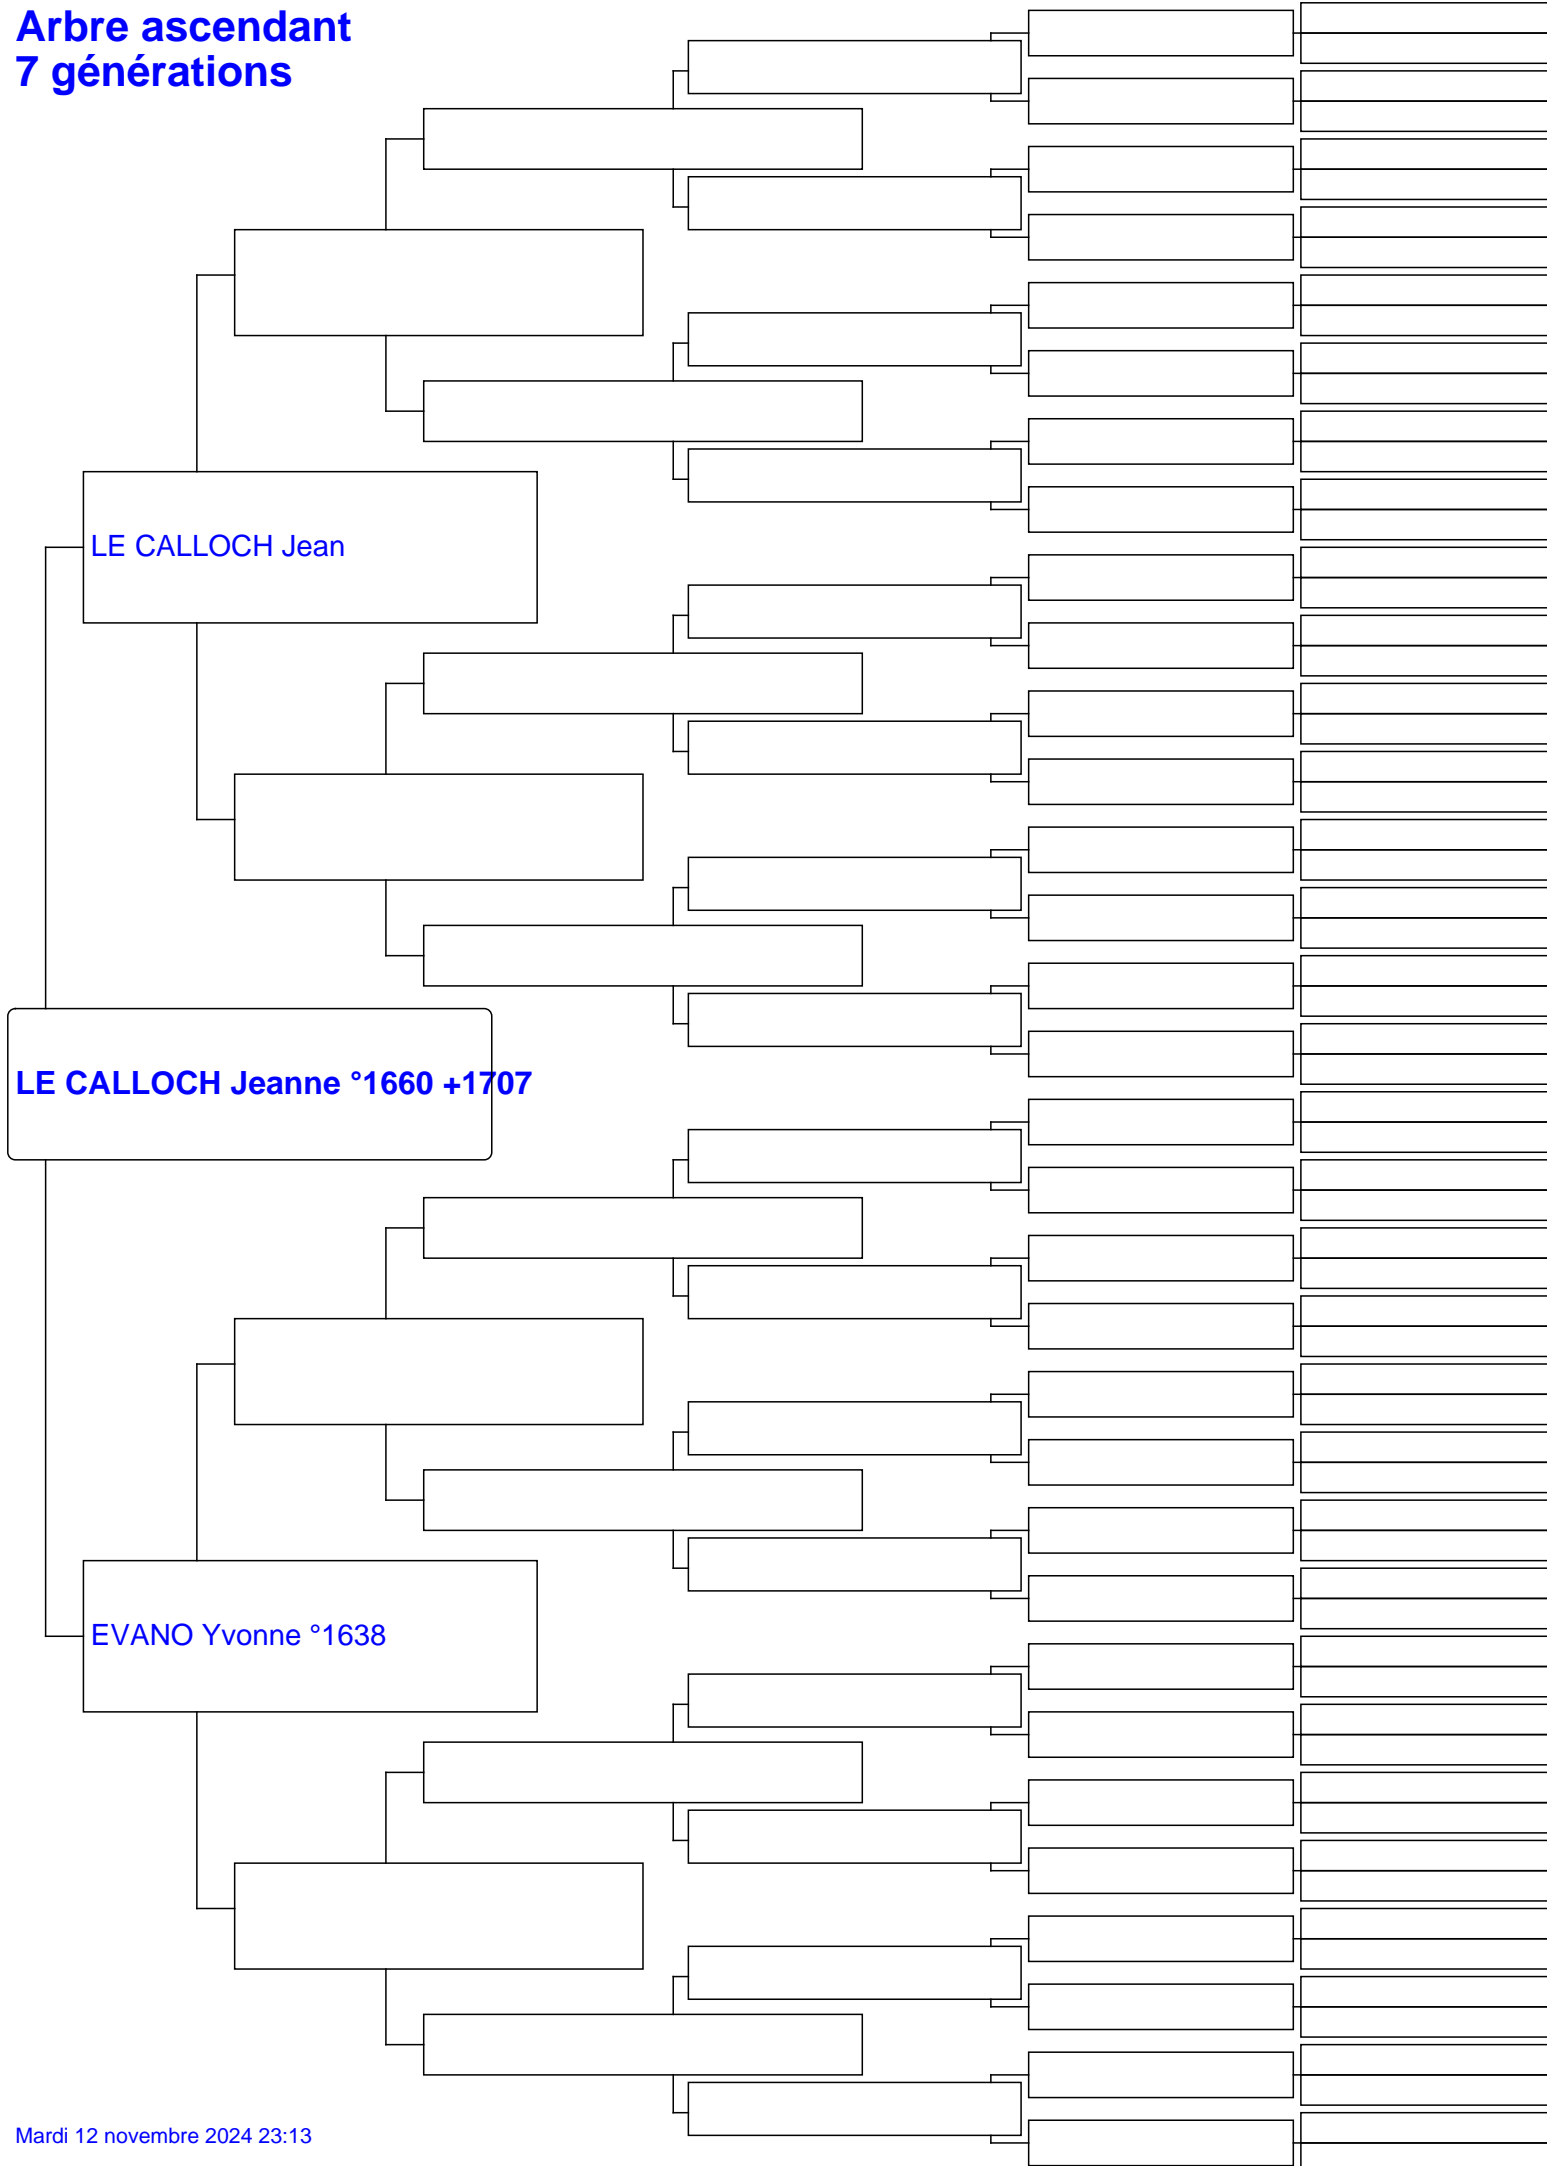 Arbre ascendant
7 générations
LE CALLOCH Jean
LE CALLOCH Jeanne °1660 +1707
EVANO Yvonne °1638
Mardi 12 novembre 2024 23:13